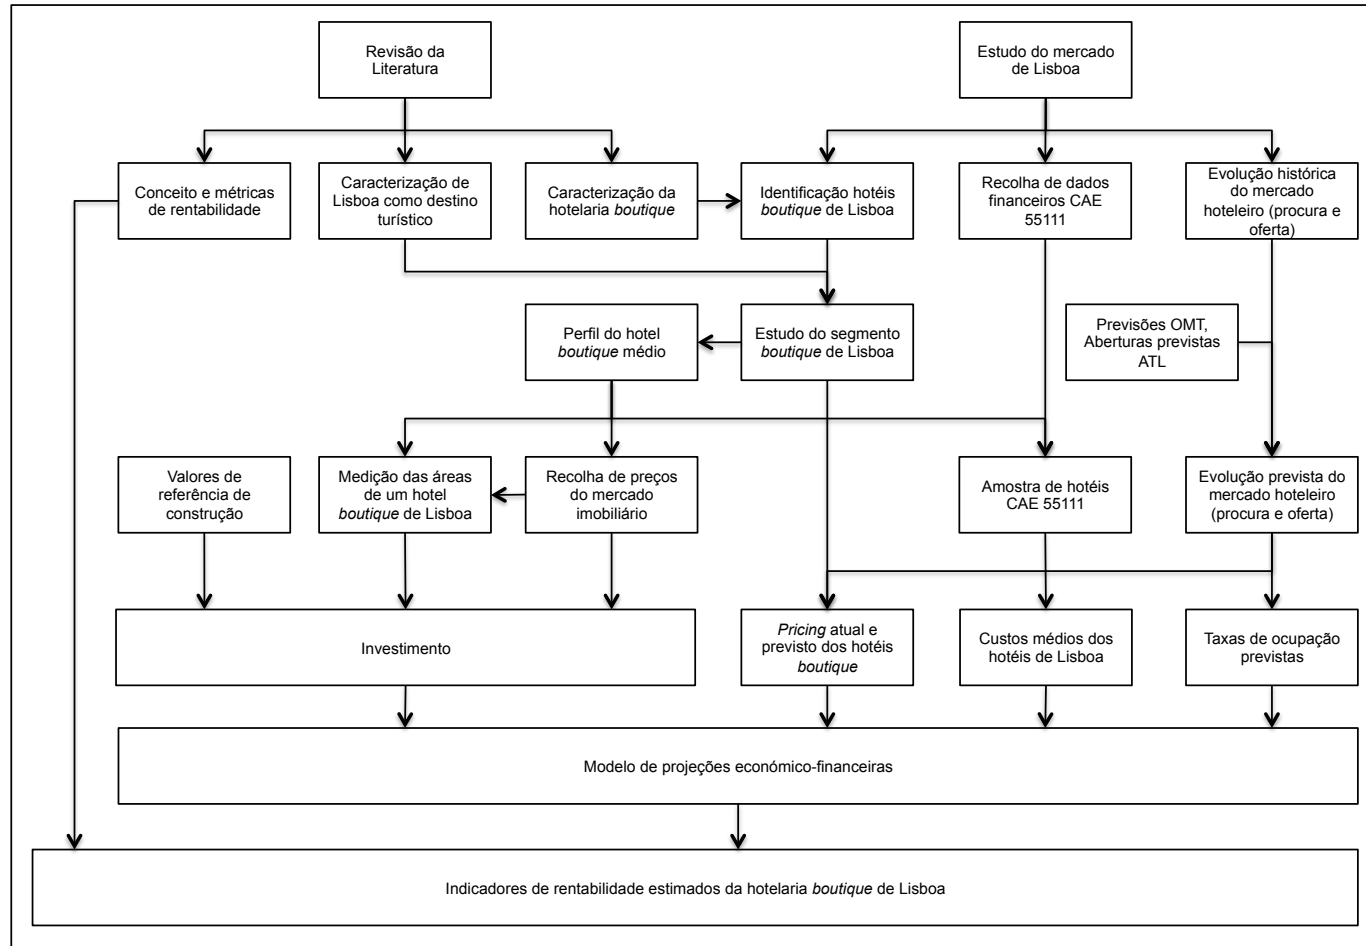 Revisão da
Literatura
Estudo do mercado
de Lisboa
Conceito e métricas
de rentabilidade
Caracterização de
Lisboa como destino
turístico
Caracterização da
hotelaria boutique
Identificação hotéis
boutique de Lisboa
Recolha de dados
financeiros CAE
55111
Evolução histórica
do mercado
hoteleiro (procura e
oferta)
Perfil do hotel
boutique médio
Estudo do segmento
boutique de Lisboa
Previsões OMT,
Aberturas previstas
ATL
Valores de
referência de
construção
Medição das áreas
de um hotel
boutique de Lisboa
Recolha de preços
do mercado
imobiliário
Amostra de hotéis
CAE 55111
Evolução prevista do
mercado hoteleiro
(procura e oferta)
Investimento
Pricing atual e
previsto dos hotéis
boutique
Custos médios dos
hotéis de Lisboa
Taxas de ocupação
previstas
Modelo de projeções económico-financeiras
Indicadores de rentabilidade estimados da hotelaria boutique de Lisboa